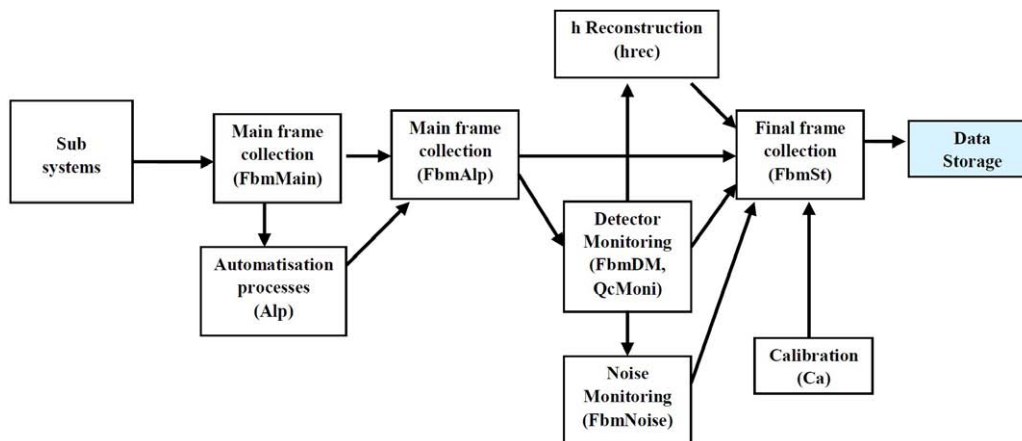 h Reconstruction
(hrec)
Sub
systems
Main frame
collection
(FbmMain)
Main frame
collection
(FbmAlp)
Final frame
collection
(FbmSt)
Data
Storage
Automatisation
processes
(Alp)
Detector
Monitoring
(FbmDM,
QcMoni)
Noise
Monitoring
(FbmNoise)
Calibration
(Ca)